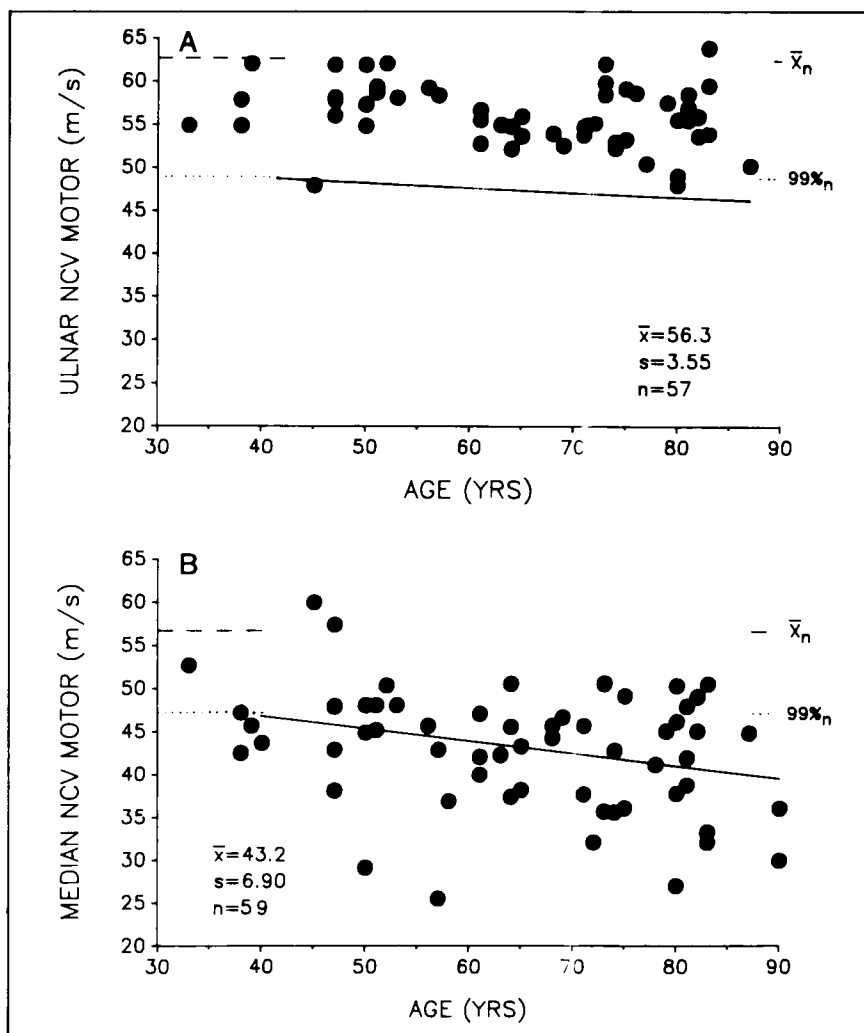 A
65
60
55
50
45
40
35
30
25
20
ULNAR NCV MOTOR (m/s)
x̄n
99%n
x̄=56.3
s=3.55
n=57
30 40 50 60 70 80 90
AGE (YRS)
B
65
60
55
50
45
40
35
30
25
20
MEDIAN NCV MOTOR (m/s)
x̄n
99%n
x̄=43.2
s=6.90
n=59
30 40 50 60 70 80 90
AGE (YRS)